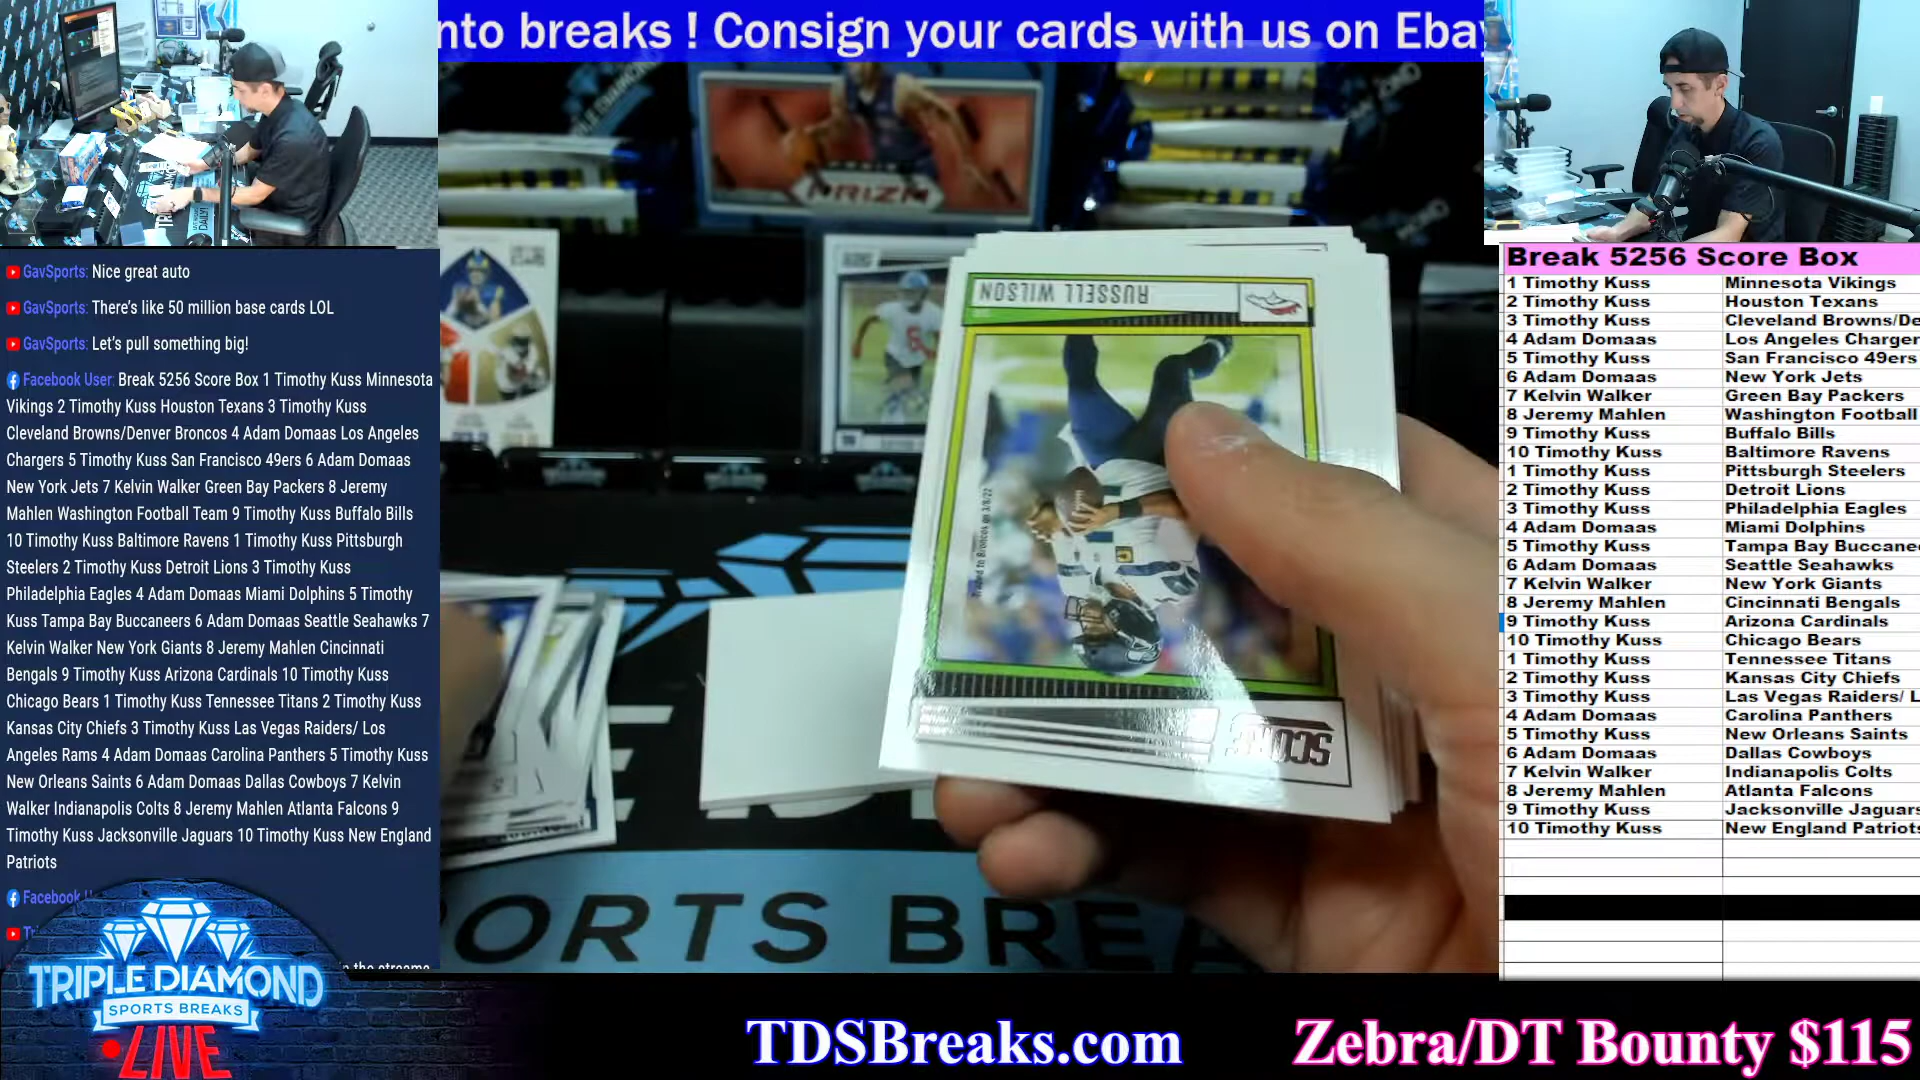 nto breaks ! Consign your cards with us on Ebay
GavSports: Nice great auto
GavSports: There's like 50 million base cards LOL
GavSports: Let's pull something big!
Facebook User: Break 5256 Score Box 1 Timothy Kuss Minnesota
Vikings 2 Timothy Kuss Houston Texans 3 Timothy Kuss
Cleveland Browns/Denver Broncos 4 Adam Domaas Los Angeles
Chargers 5 Timothy Kuss San Francisco 49ers 6 Adam Domaas
New York Jets 7 Kelvin Walker Green Bay Packers 8 Jeremy
Mahlen Washington Football Team 9 Timothy Kuss Buffalo Bills
10 Timothy Kuss Baltimore Ravens 1 Timothy Kuss Pittsburgh
Steelers 2 Timothy Kuss Detroit Lions 3 Timothy Kuss
Philadelphia Eagles 4 Adam Domaas Miami Dolphins 5 Timothy
Kuss Tampa Bay Buccaneers 6 Adam Domaas Seattle Seahawks 7
Kelvin Walker New York Giants 8 Jeremy Mahlen Cincinnati
Bengals 9 Timothy Kuss Arizona Cardinals 10 Timothy Kuss
Chicago Bears 1 Timothy Kuss Tennessee Titans 2 Timothy Kuss
Kansas City Chiefs 3 Timothy Kuss Las Vegas Raiders/ Los
Angeles Rams 4 Adam Domaas Carolina Panthers 5 Timothy Kuss
New Orleans Saints 6 Adam Domaas Dallas Cowboys 7 Kelvin
Walker Indianapolis Colts 8 Jeremy Mahlen Atlanta Falcons 9
Timothy Kuss Jacksonville Jaguars 10 Timothy Kuss New England
Patriots
Facebook
the streams
TRIPLE DIAMOND
SPORTS BREAKS
LIVE
PRIZM
RUSSELL WILSON
Traded to Broncos on 3/8/22
SCORE
SPORTS BREA
Break 5256 Score Box
1 Timothy Kuss Minnesota Vikings
2 Timothy Kuss Houston Texans
3 Timothy Kuss Cleveland Browns/De
4 Adam Domaas Los Angeles Charger
5 Timothy Kuss San Francisco 49ers
6 Adam Domaas New York Jets
7 Kelvin Walker Green Bay Packers
8 Jeremy Mahlen Washington Football
9 Timothy Kuss Buffalo Bills
10 Timothy Kuss Baltimore Ravens
1 Timothy Kuss Pittsburgh Steelers
2 Timothy Kuss Detroit Lions
3 Timothy Kuss Philadelphia Eagles
4 Adam Domaas Miami Dolphins
5 Timothy Kuss Tampa Bay Buccanee
6 Adam Domaas Seattle Seahawks
7 Kelvin Walker New York Giants
8 Jeremy Mahlen Cincinnati Bengals
9 Timothy Kuss Arizona Cardinals
10 Timothy Kuss Chicago Bears
1 Timothy Kuss Tennessee Titans
2 Timothy Kuss Kansas City Chiefs
3 Timothy Kuss Las Vegas Raiders/ L
4 Adam Domaas Carolina Panthers
5 Timothy Kuss New Orleans Saints
6 Adam Domaas Dallas Cowboys
7 Kelvin Walker Indianapolis Colts
8 Jeremy Mahlen Atlanta Falcons
9 Timothy Kuss Jacksonville Jaguars
10 Timothy Kuss New England Patriots
TDSBreaks.com
Zebra/DT Bounty $115